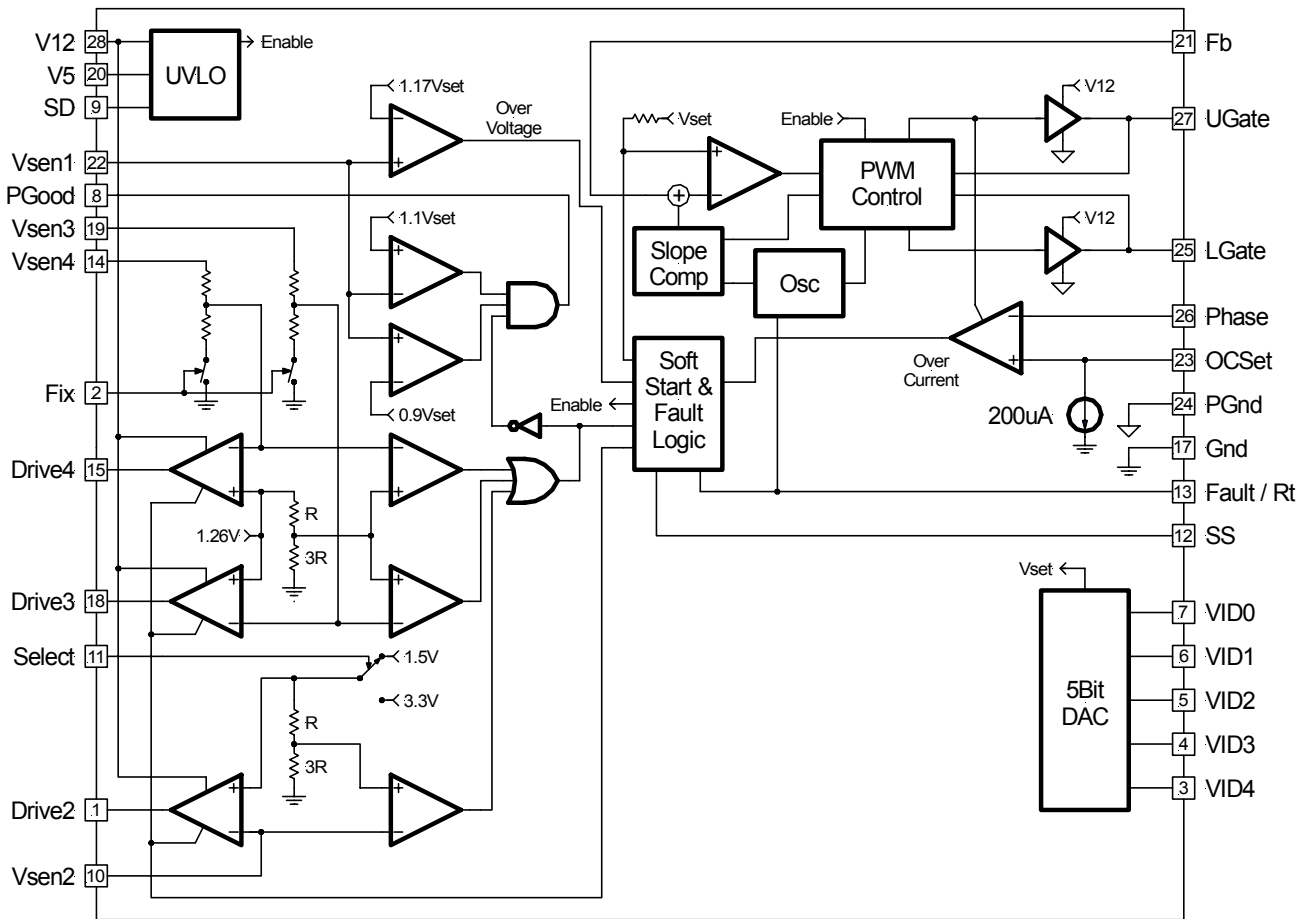 V12 28
V5 20
SD 9
UVLO
Enable
Vsen1 22
PGood 8
Vsen3 19
Vsen4 14
Fix 2
Drive4 15
Drive3 18
Select 11
Drive2 1
Vsen2 10
1.17Vset
Over
Voltage
1.1Vset
0.9Vset
1.26V
R
3R
1.5V
3.3V
R
3R
Vset
Enable
PWM
Control
V12
V12
Slope
Comp
Osc
Soft
Start &
Fault
Logic
Enable
Over
Current
200uA
21 Fb
27 UGate
25 LGate
26 Phase
23 OCSet
24 PGnd
17 Gnd
13 Fault / Rt
12 SS
Vset
5Bit
DAC
7 VID0
6 VID1
5 VID2
4 VID3
3 VID4